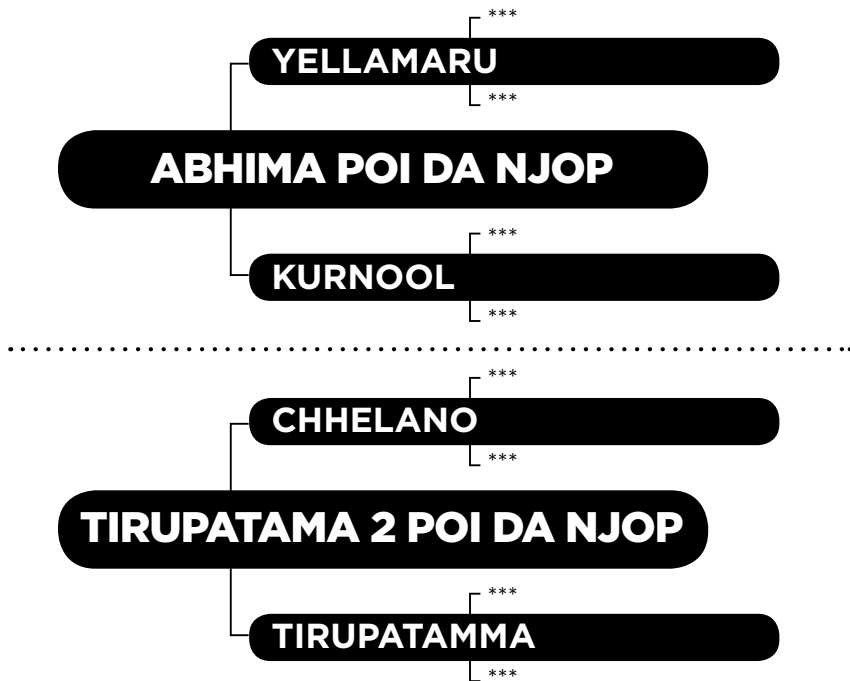 ***
YELLAMARU
***
ABHIMA POI DA NJOP
***
KURNOOL
***
***
CHHELANO
***
TIRUPATAMA 2 POI DA NJOP
***
TIRUPATAMMA
***